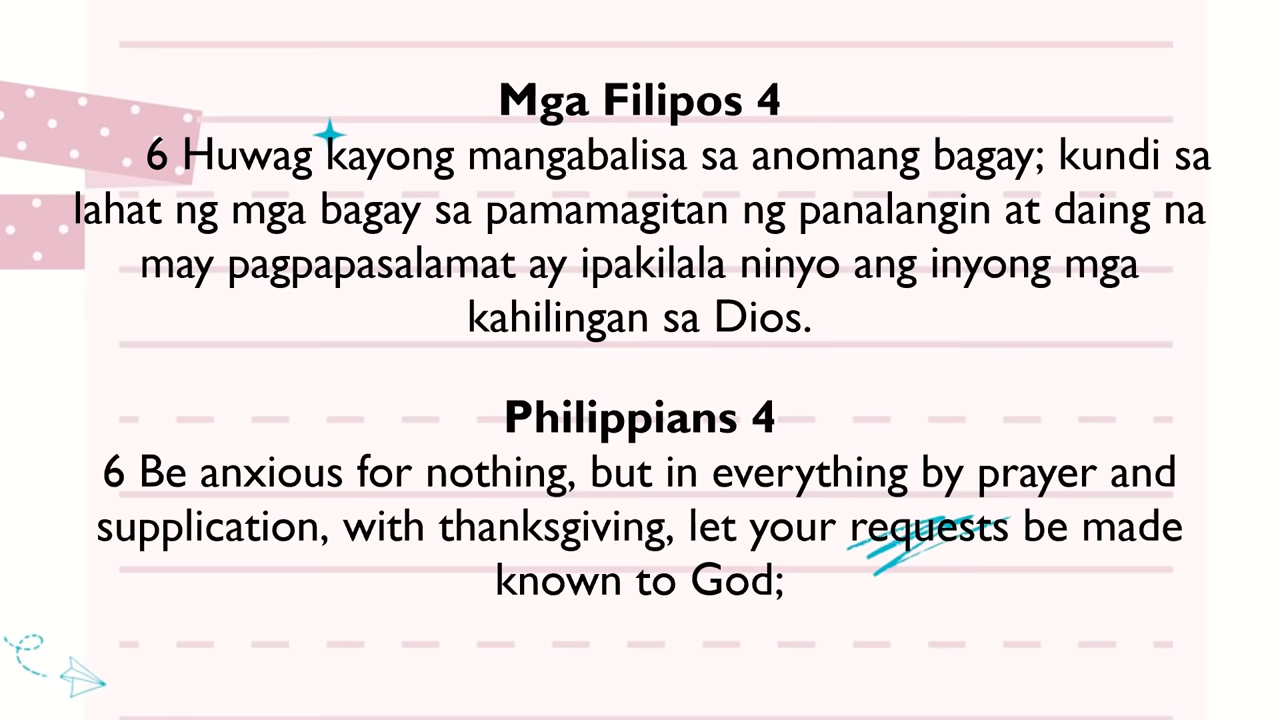 Mga Filipos 4
6 Huwag kayong mangabalisa sa anomang bagay; kundi sa
lahat ng mga bagay sa pamamagitan ng panalangin at daing na
may pagpapasalamat ay ipakilala ninyo ang inyong mga
kahilingan sa Dios.
Philippians 4
6 Be anxious for nothing, but in everything by prayer and
supplication, with thanksgiving, let your requests be made
known to God;